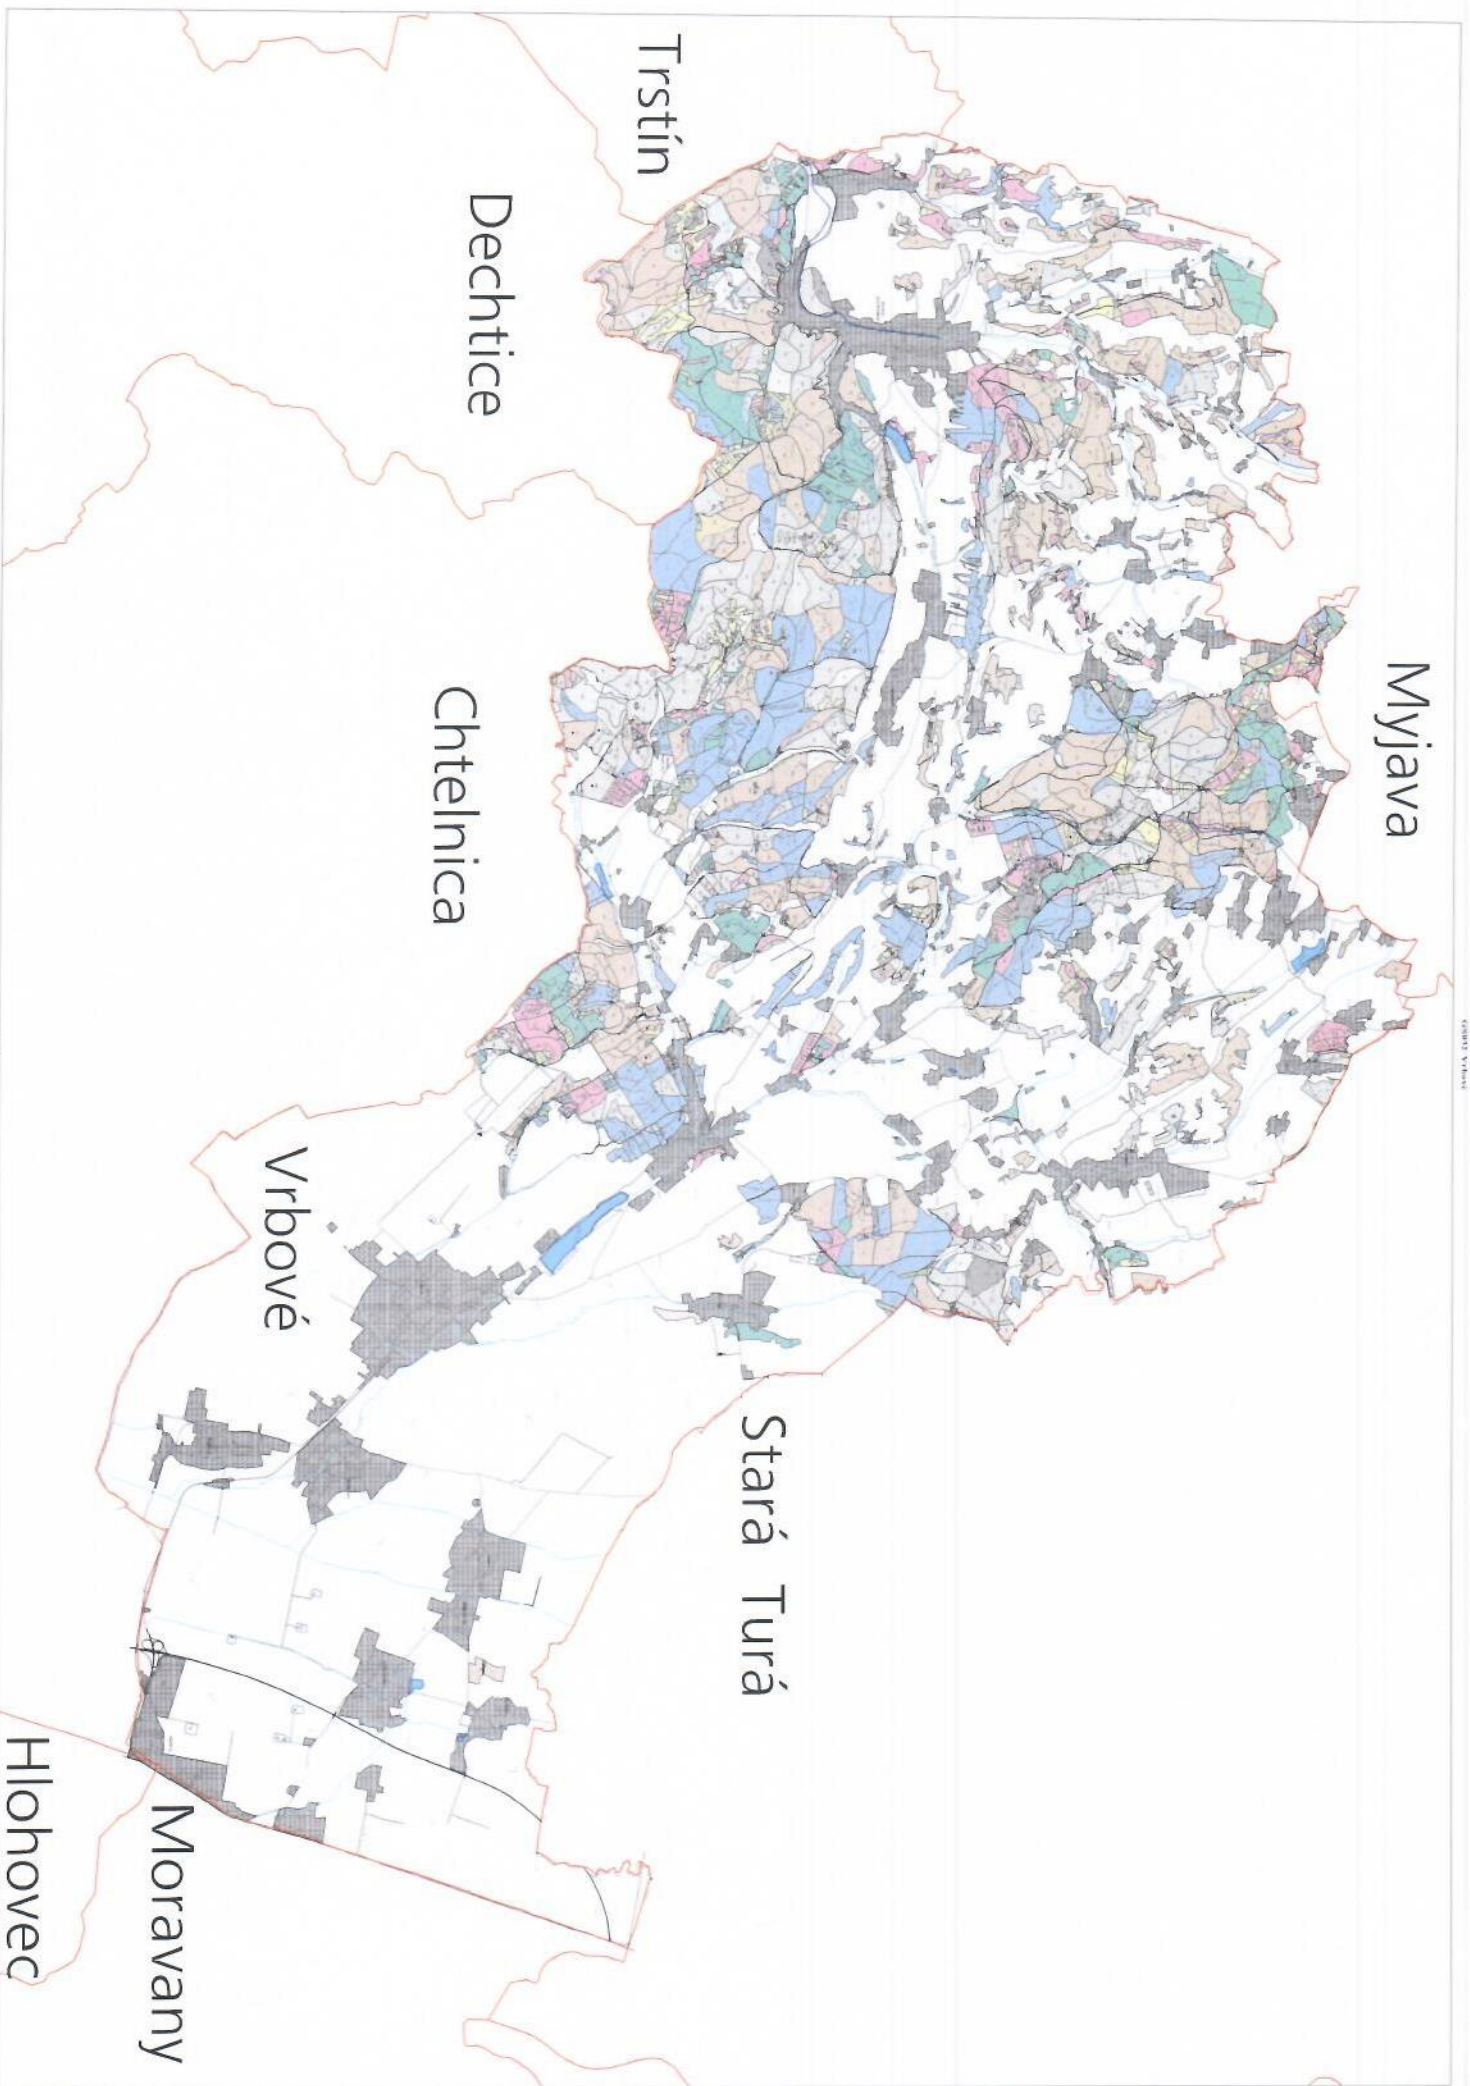 Myjava
Stará Turá
Trstín
Dechtice
Chtelnica
Vrbové
Moravany
Hlohovec